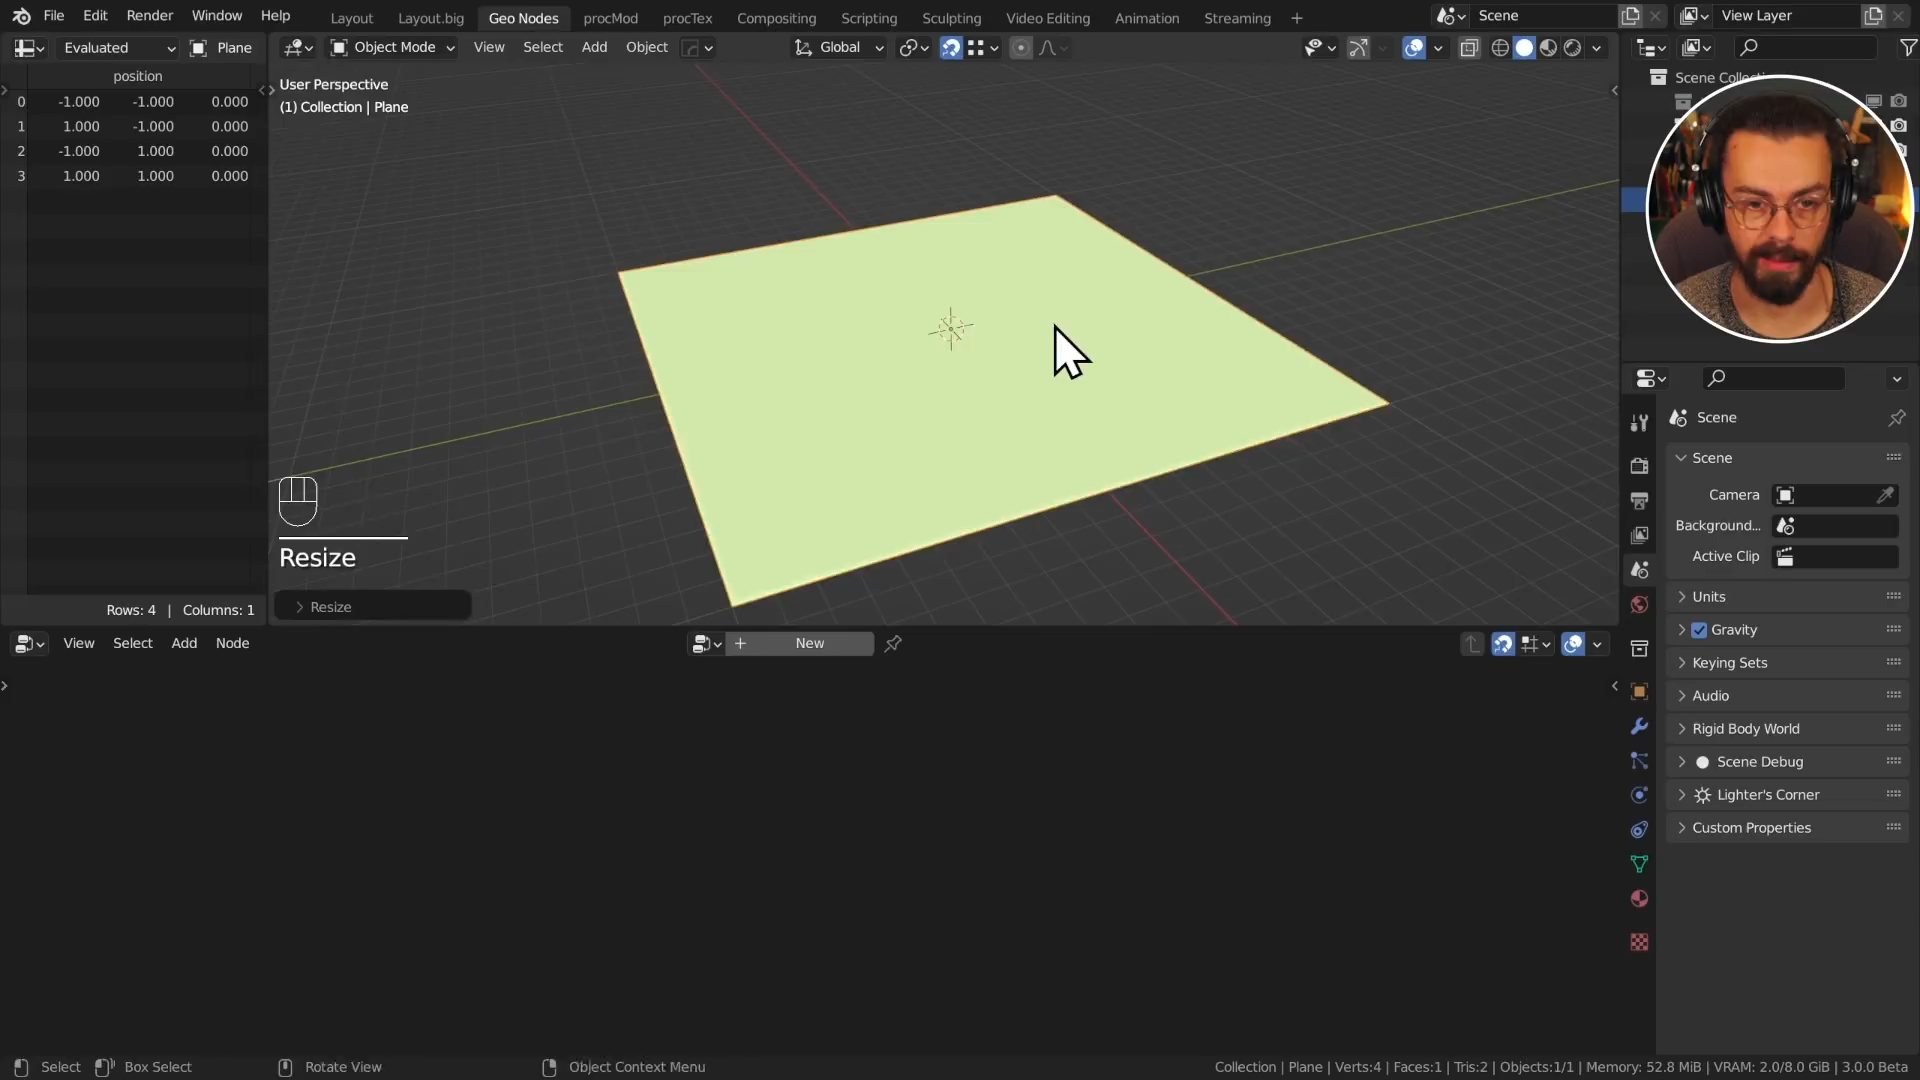 File Edit Render Window Help
Layout Layout.big Geo Nodes procMod procTex Compositing Scripting Sculpting Video Editing Animation Streaming +
Scene
View Layer
Evaluated Plane
Object Mode View Select Add Object
Global
position
0 -1.000 -1.000 0.000
1 1.000 -1.000 0.000
2 -1.000 1.000 0.000
3 1.000 1.000 0.000
Rows: 4 | Columns: 1
User Perspective
(1) Collection | Plane
Resize
Resize
Scene
Scene
Camera
Background...
Active Clip
Units
Gravity
Keying Sets
Audio
Rigid Body World
Scene Debug
Lighter's Corner
Custom Properties
View Select Add Node
+ New
Select Box Select Rotate View Object Context Menu
Collection | Plane | Verts:4 | Faces:1 | Tris:2 | Objects:1/1 | Memory: 52.8 MiB | VRAM: 2.0/8.0 GiB | 3.0.0 Beta